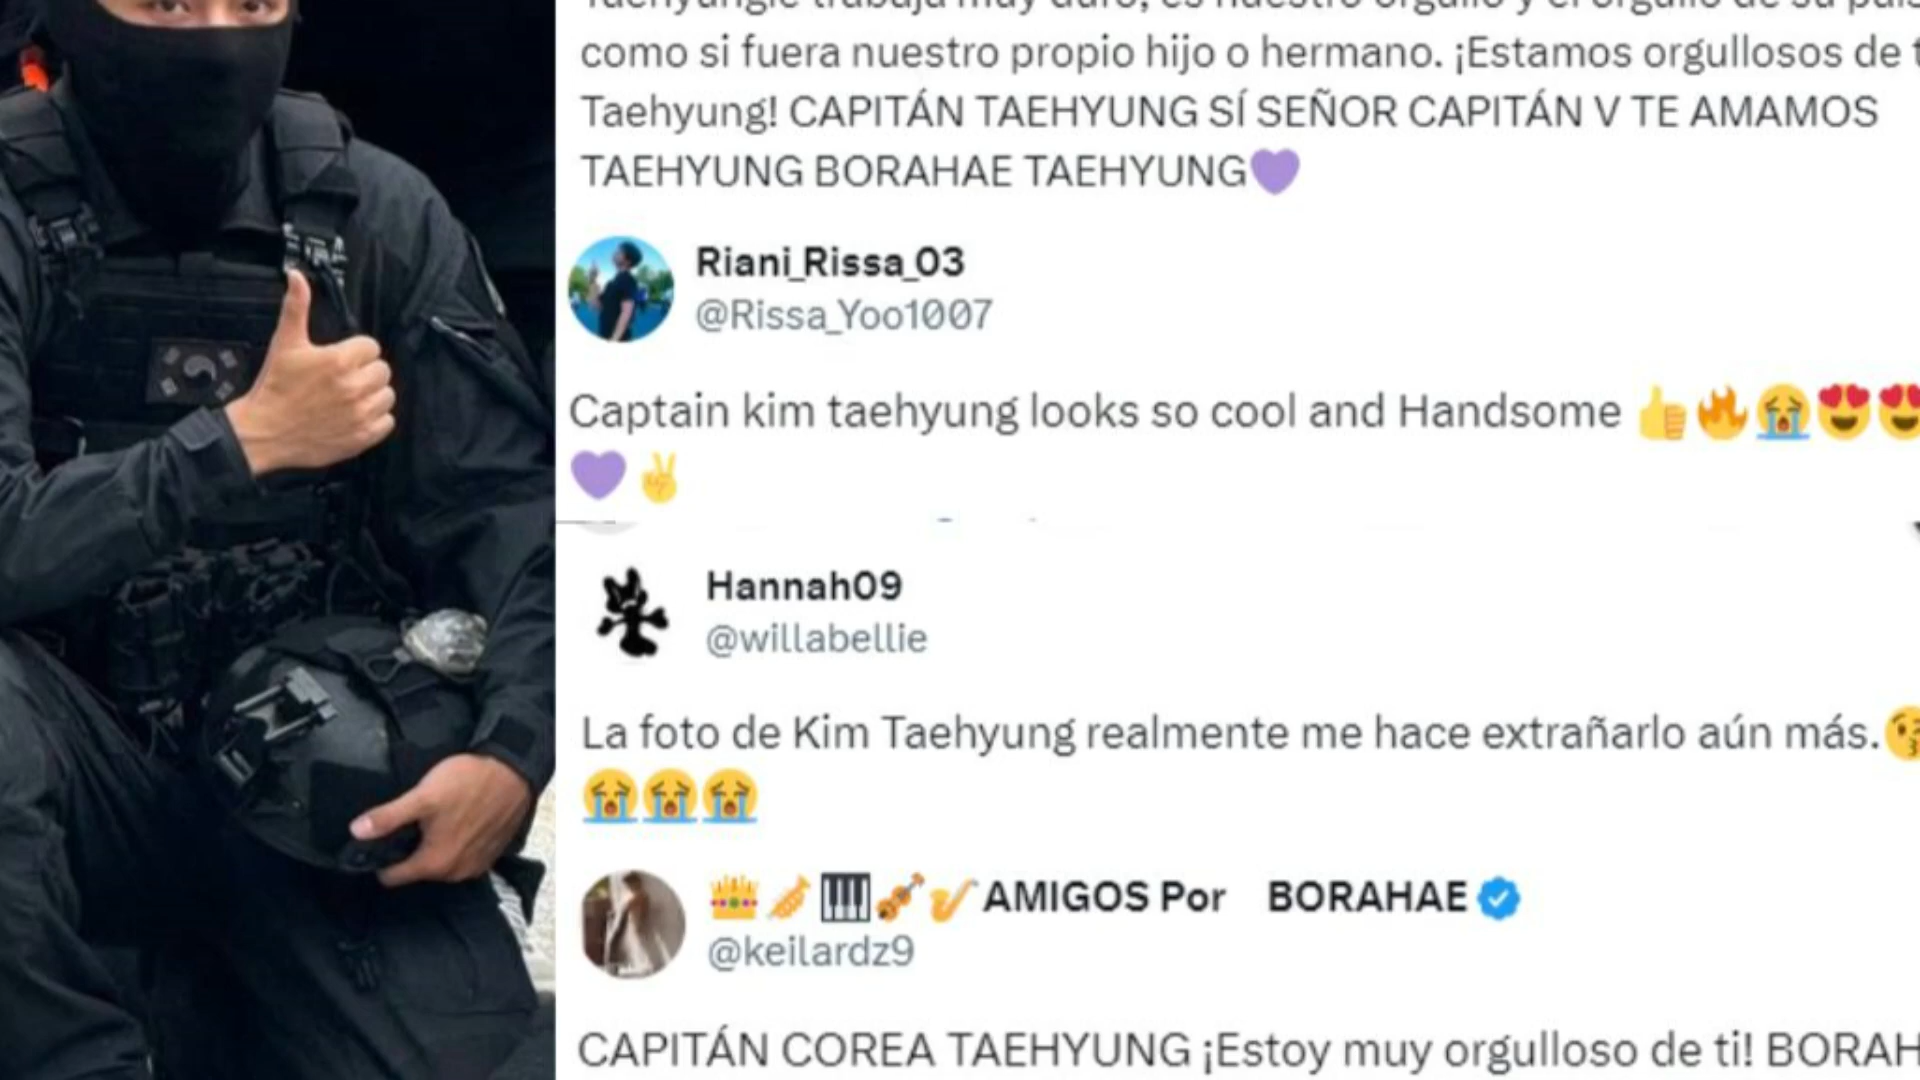 como si fuera nuestro propio hijo o hermano. ¡Estamos orgullosos de
Taehyung! CAPITÁN TAEHYUNG SÍ SEÑOR CAPITÁN V TE AMAMOS
TAEHYUNG BORAHAE TAEHYUNG💜
Riani_Rissa_03
@Rissa_Yoo1007
Captain kim taehyung looks so cool and Handsome 👍🔥😭😍😍
💜✌
Hannah09
@willabellie
La foto de Kim Taehyung realmente me hace extrañarlo aún más.😘
😭😭😭
👑🎺🎹🎻🎷AMIGOS Por BORAHAE
@keilardz9
CAPITÁN COREA TAEHYUNG ¡Estoy muy orgulloso de ti! BORAH